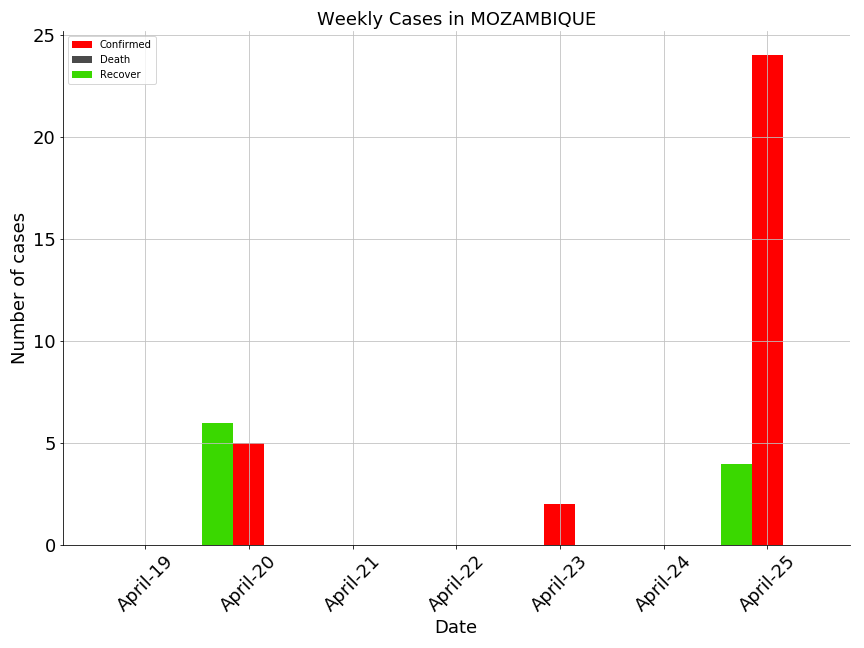 Weekly Cases in MOZAMBIQUE
Confirmed
Death
Recover
25
20
15
10
5
0
Number of cases
April-19
April-20
April-21
April-22
April-23
April-24
April-25
Date